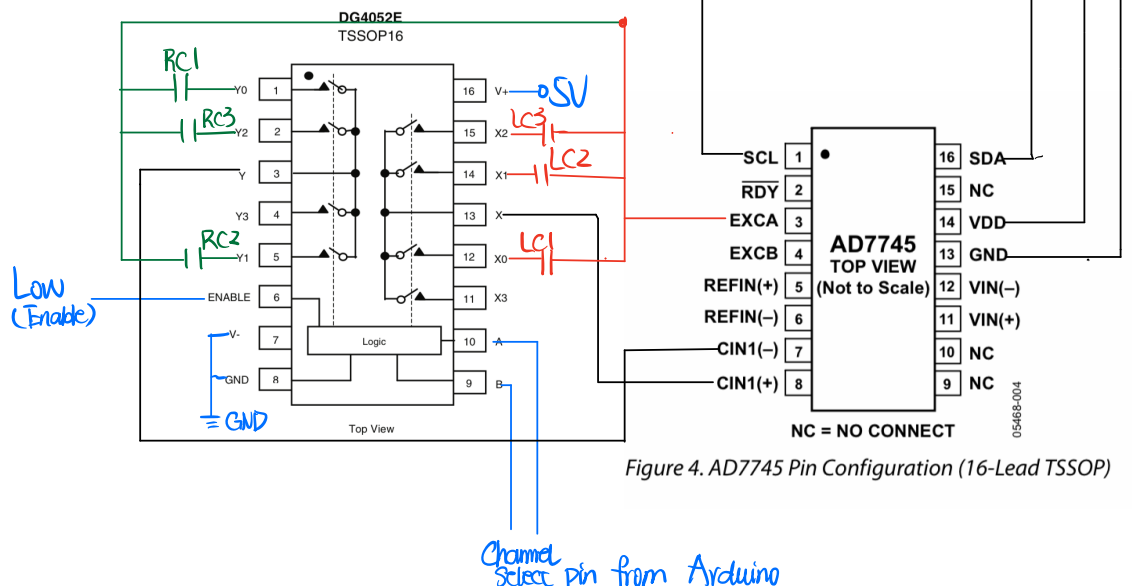 DG4052E
TSSOP16
RC1
Y0
1
16
V+
5V
RC3
Y2
2
15
X2
LC3
Y
3
14
X1
LC2
Y3
4
13
X
RC2
Y1
5
12
X0
LC1
LOW
(Enable)
ENABLE
6
11
X3
V-
7
Logic
10
A
GND
8
9
B
GND
Top View
SCL
1
16
SDA
RDY
2
15
NC
EXCA
3
14
VDD
EXCB
4
AD7745
TOP VIEW
(Not to Scale)
13
GND
REFIN(+)
5
12
VIN(–)
REFIN(–)
6
11
VIN(+)
CIN1(–)
7
10
NC
CIN1(+)
8
9
NC
05468-004
NC = NO CONNECT
Figure 4. AD7745 Pin Configuration (16-Lead TSSOP)
Channel
Select pin from Arduino